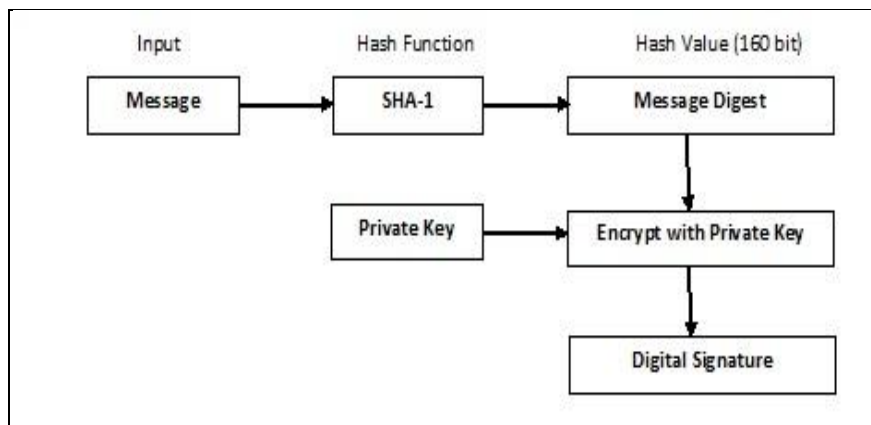 Input
Hash Function
Hash Value (160 bit)
Message
SHA-1
Message Digest
Private Key
Encrypt with Private Key
Digital Signature